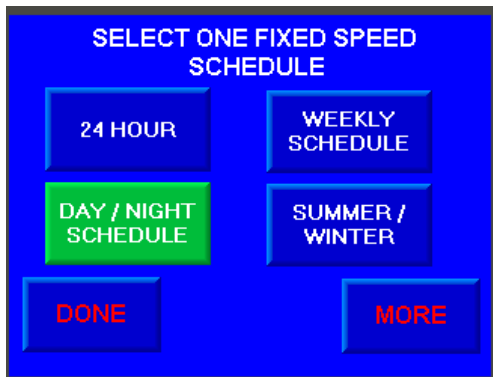 SELECT ONE FIXED SPEED
SCHEDULE
24 HOUR
WEEKLY
SCHEDULE
DAY / NIGHT
SCHEDULE
SUMMER /
WINTER
DONE
MORE